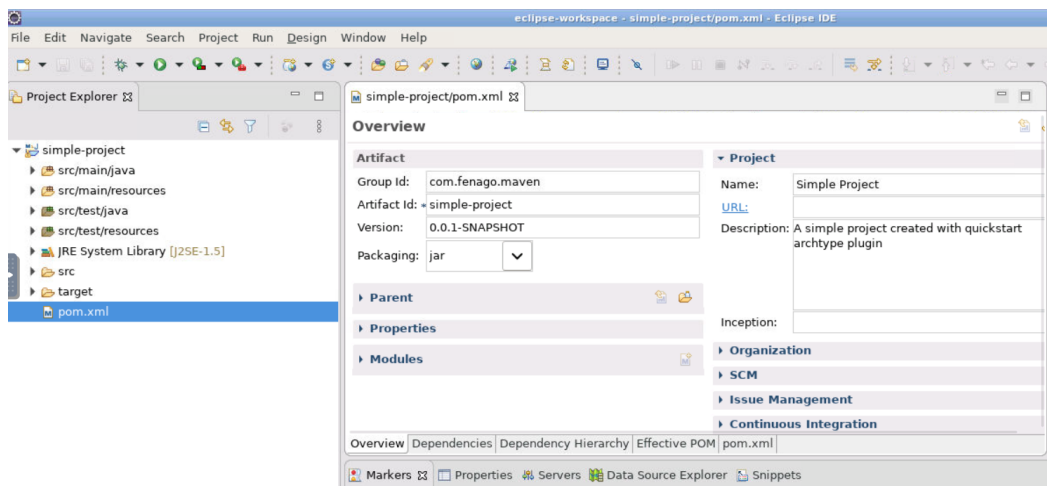 eclipse-workspace - simple-project/pom.xml - Eclipse IDE
File Edit Navigate Search Project Run Design Window Help
Project Explorer
simple-project
src/main/java
src/main/resources
src/test/java
src/test/resources
JRE System Library [J2SE-1.5]
src
target
pom.xml
simple-project/pom.xml
Overview
Artifact
Group Id: com.fenago.maven
Artifact Id: * simple-project
Version: 0.0.1-SNAPSHOT
Packaging: jar
Parent
Properties
Modules
Project
Name: Simple Project
URL:
Description: A simple project created with quickstart
archtype plugin
Inception:
Organization
SCM
Issue Management
Continuous Integration
Overview Dependencies Dependency Hierarchy Effective POM pom.xml
Markers Properties Servers Data Source Explorer Snippets